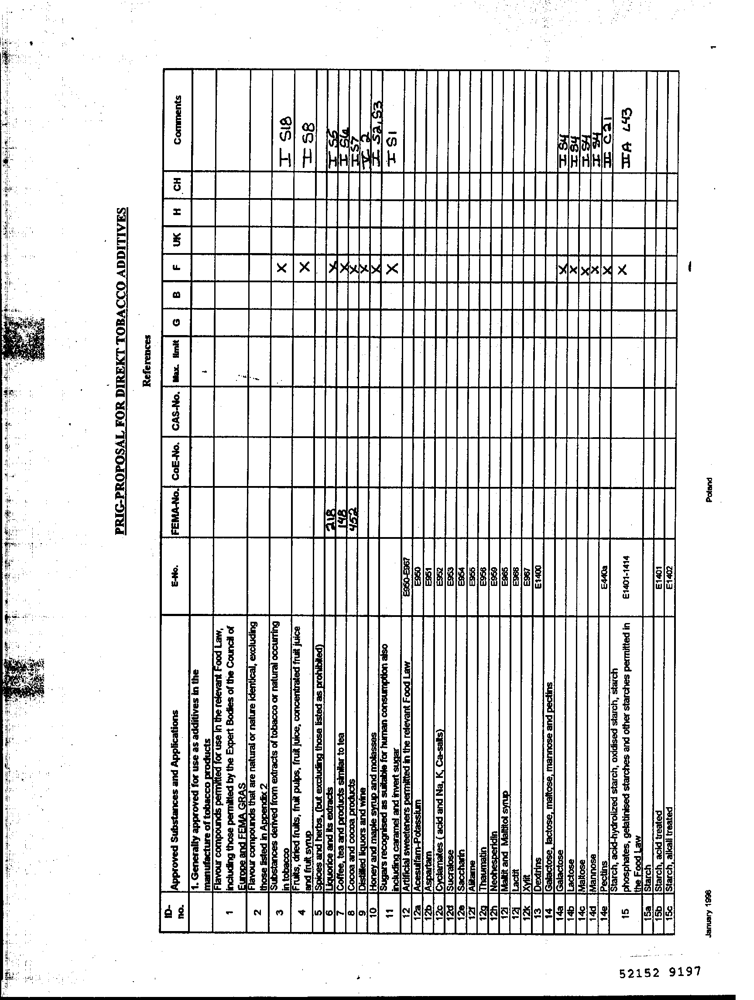 PRIG-PROPOSAL FOR DIREKT TOBACCO ADDITIVES
References
ID-no. Approved Substances and Applications E-No. FEMA-No. CoE-No. CAS-No. Max. limit G B F UK H CH Comments
1. Generally approved for use as additives in the
manufacture of tobacco products
1 Flavour compounds permitted for use in the relevant Food Law,
including those permitted by the Expert Bodies of the Council of
Europe and FEMA GRAS
2 Flavour compounds that are natural or nature identical, excluding
those listed in Appendix 2
3 Substances derived from extracts of tobacco or natural occurring X I S18
in tobacco
4 Fruits, dried fruits, fruit pulps, fruit juice, concentrated fruit juice X I S8
and fruit syrup
5 Spices and herbs, (but excluding those listed as prohibited)
6 Liquorice and its extracts 218 X I S5
7 Coffee, tea and products similar to tea 148 X I S6
8 Cocoa and cocoa products 452 X I S7
9 Distilled liquors and wine X V 2
10 Honey and maple syrup and molasses X I S2,S3
11 Sugars recognised as suitable for human consumption also X I S1
including caramel and invert sugar
12 Artificial sweeteners permitted in the relevant Food Law E950-E967
12a Acesulfam-Potassium E950
12b Aspartam E951
12c Cyclamates ( acid and Na, K, Ca-salts) E952
12d Sucralose E953
12e Saccharin E954
12f Alitame E955
12g Thaumatin E956
12h Neohesperidin E959
12i Maltit and Maltitol syrup E965
12j Lactit E966
12k Xylit E967
13 Dextrins E1400
14 Galactose, lactose, maltose, mannose and pectins
14a Galactose X I S4
14b Lactose X I S4
14c Maltose X I S4
14d Mannose X I S4
14e Pectins E440a X II C21
15 Starch, acid-hydrolized starch, oxidised starch, starch E1401-1414 X IIA L43
phosphates, gelatinised starches and other starches permitted in
the Food Law
15a Starch
15b Starch, acid treated E1401
15c Starch, alkali treated E1402
January 1996 Poland
1
52152 9197